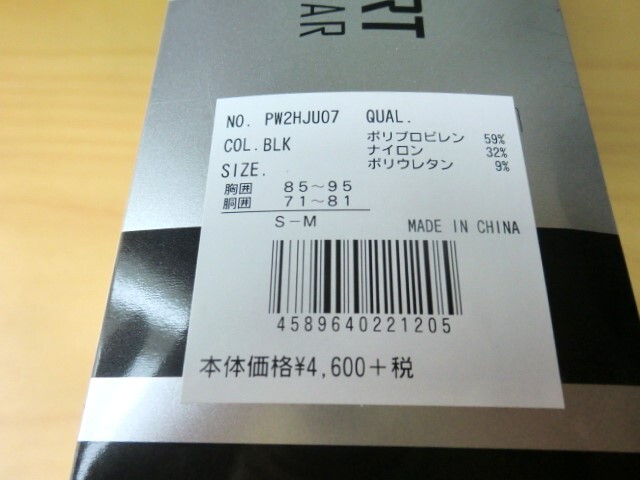 RT
AR
NO. PW2HJU07 QUAL.
COL.BLK ポリプロピレン 59%
ナイロン 32%
SIZE. ポリウレタン 9%
胸囲 85～95
胴囲 71～81
S-M MADE IN CHINA
4589640221205
本体価格¥4,600+税